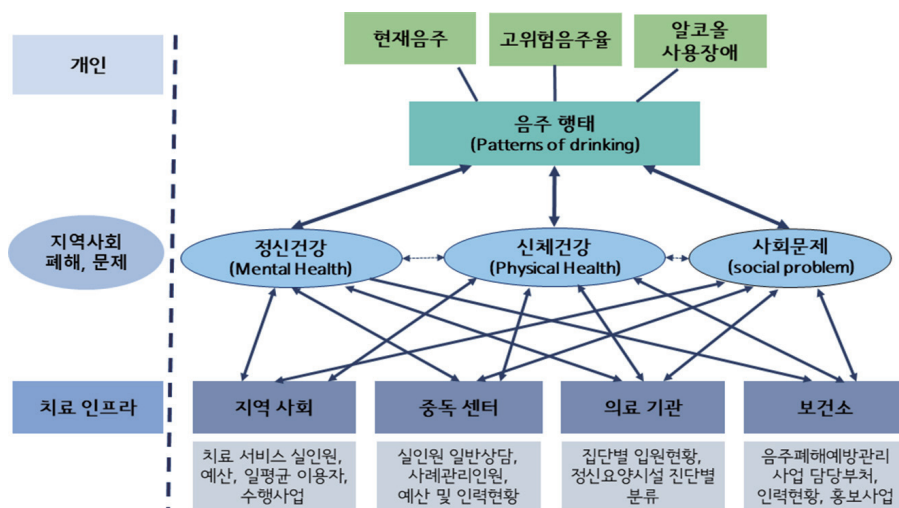 개인
현재음주
고위험음주율
알코올
사용장애
음주 행태
(Patterns of drinking)
지역사회
폐해, 문제
정신건강
(Mental Health)
신체건강
(Physical Health)
사회문제
(social problem)
치료 인프라
지역 사회
중독 센터
의료 기관
보건소
치료 서비스 실인원,
예산, 일평균 이용자,
수행사업
실인원 일반상담,
사례관리인원,
예산 및 인력현황
집단별 입원현황,
정신요양시설 진단별
분류
음주폐해예방관리
사업 담당부처,
인력현황, 홍보사업